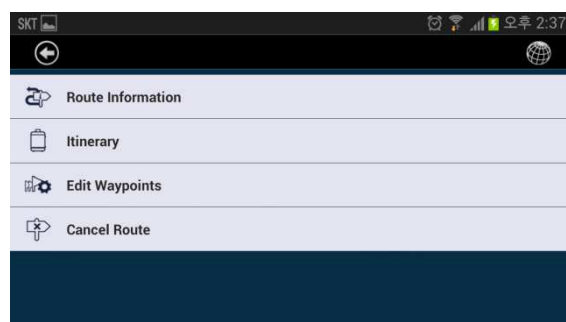 SKT 오후 2:37
Route Information
Itinerary
Edit Waypoints
Cancel Route